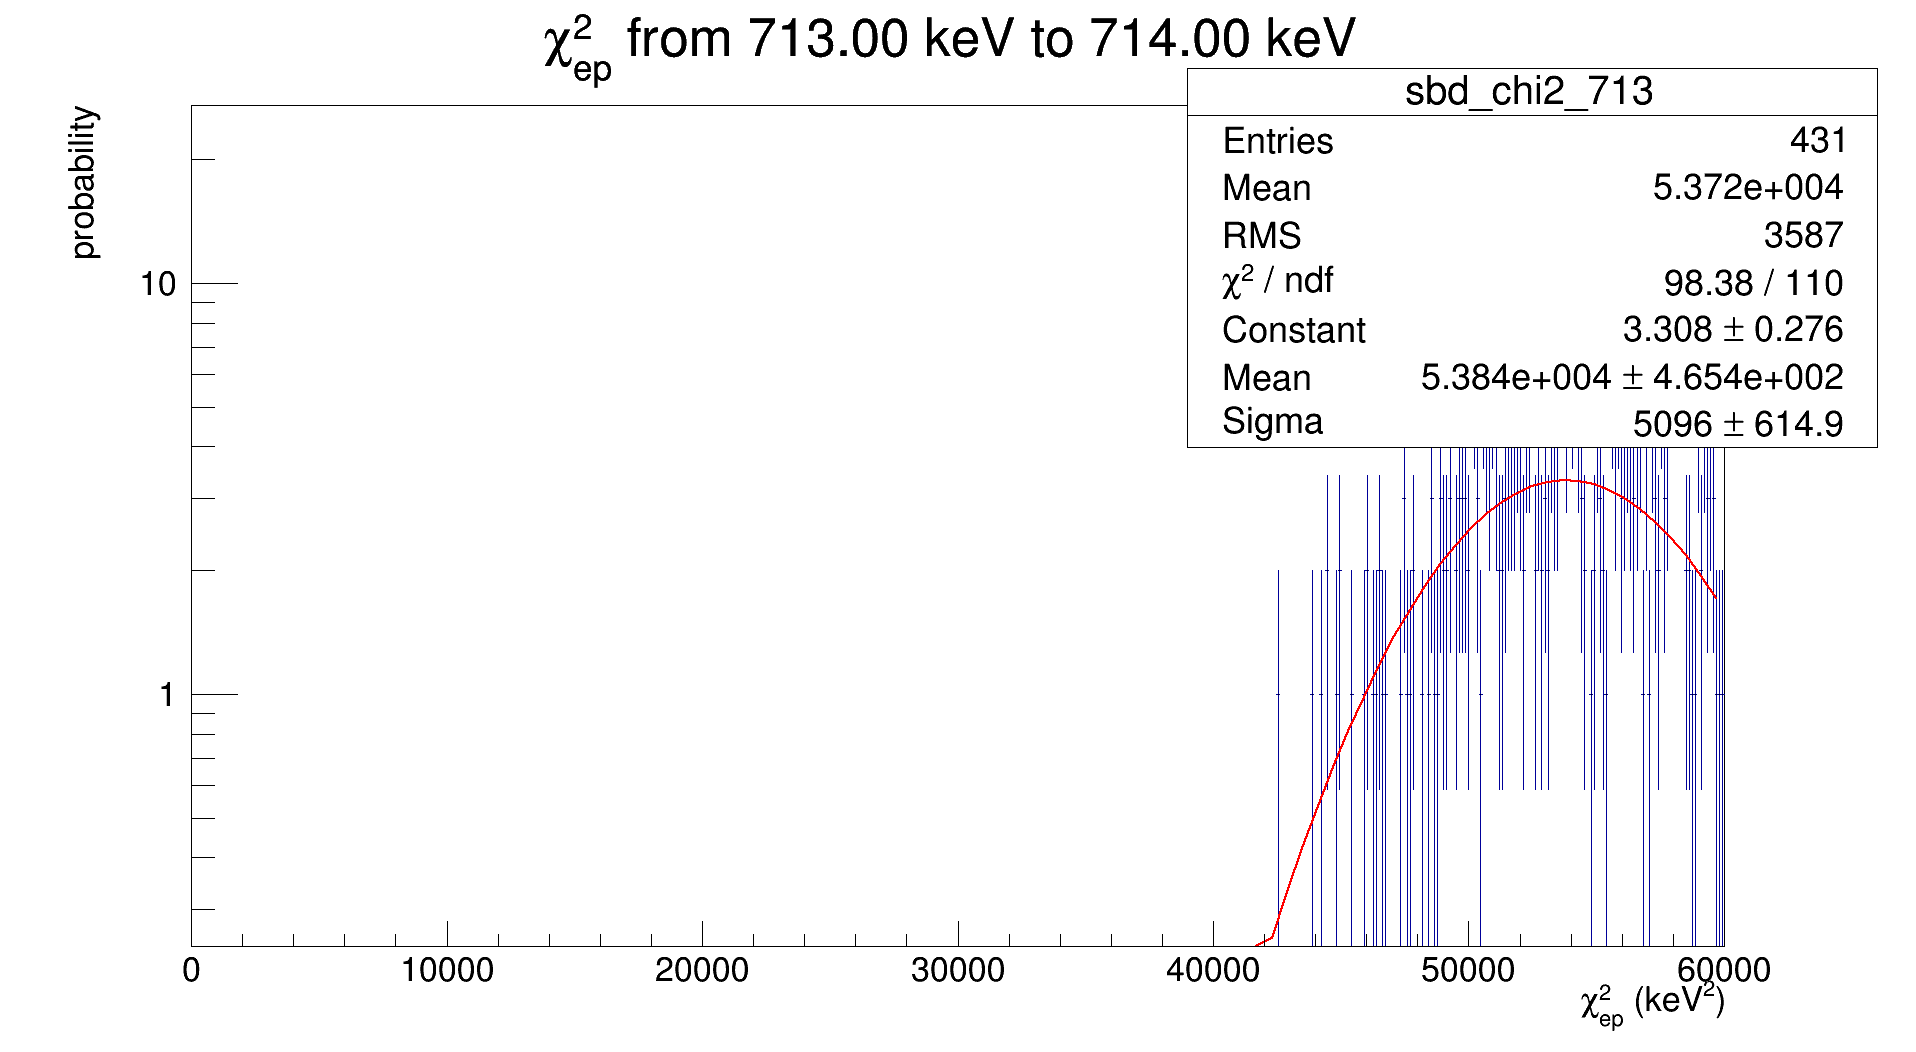 χ²ep from 713.00 keV to 714.00 keV
sbd_chi2_713
Entries 431
Mean 5.372e+004
RMS 3587
χ² / ndf 98.38 / 110
Constant 3.308 ± 0.276
Mean 5.384e+004 ± 4.654e+002
Sigma 5096 ± 614.9
probability
10
1
0 10000 20000 30000 40000 50000 60000
χ²ep (keV²)